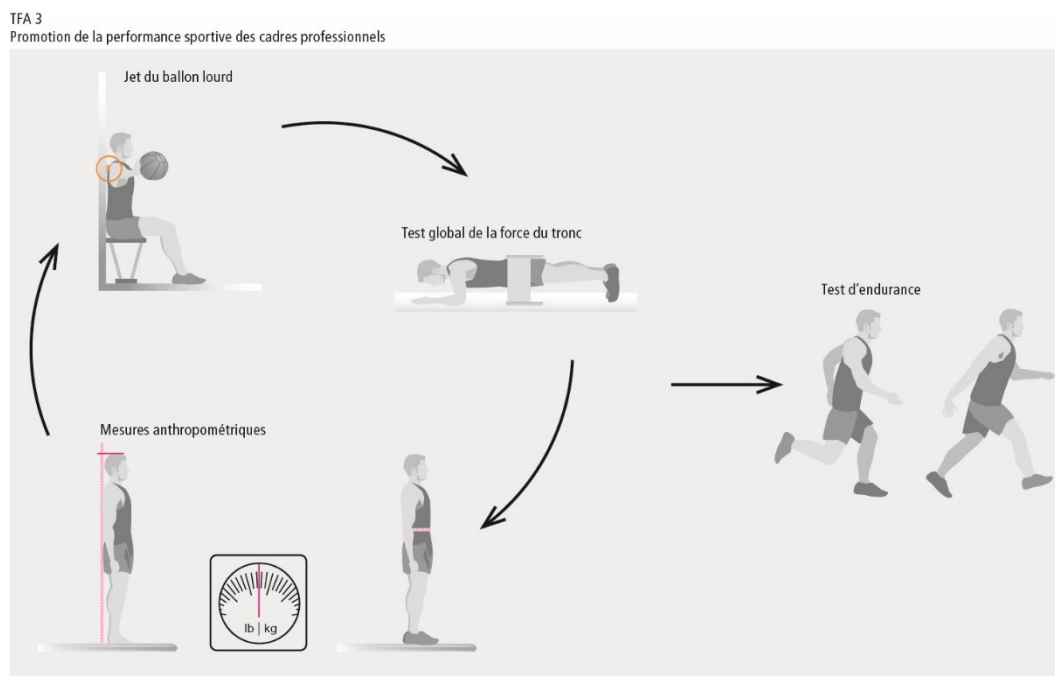 TFA 3
Promotion de la performance sportive des cadres professionnels
Jet du ballon lourd
Test global de la force du tronc
Test d’endurance
Mesures anthropométriques
lb | kg